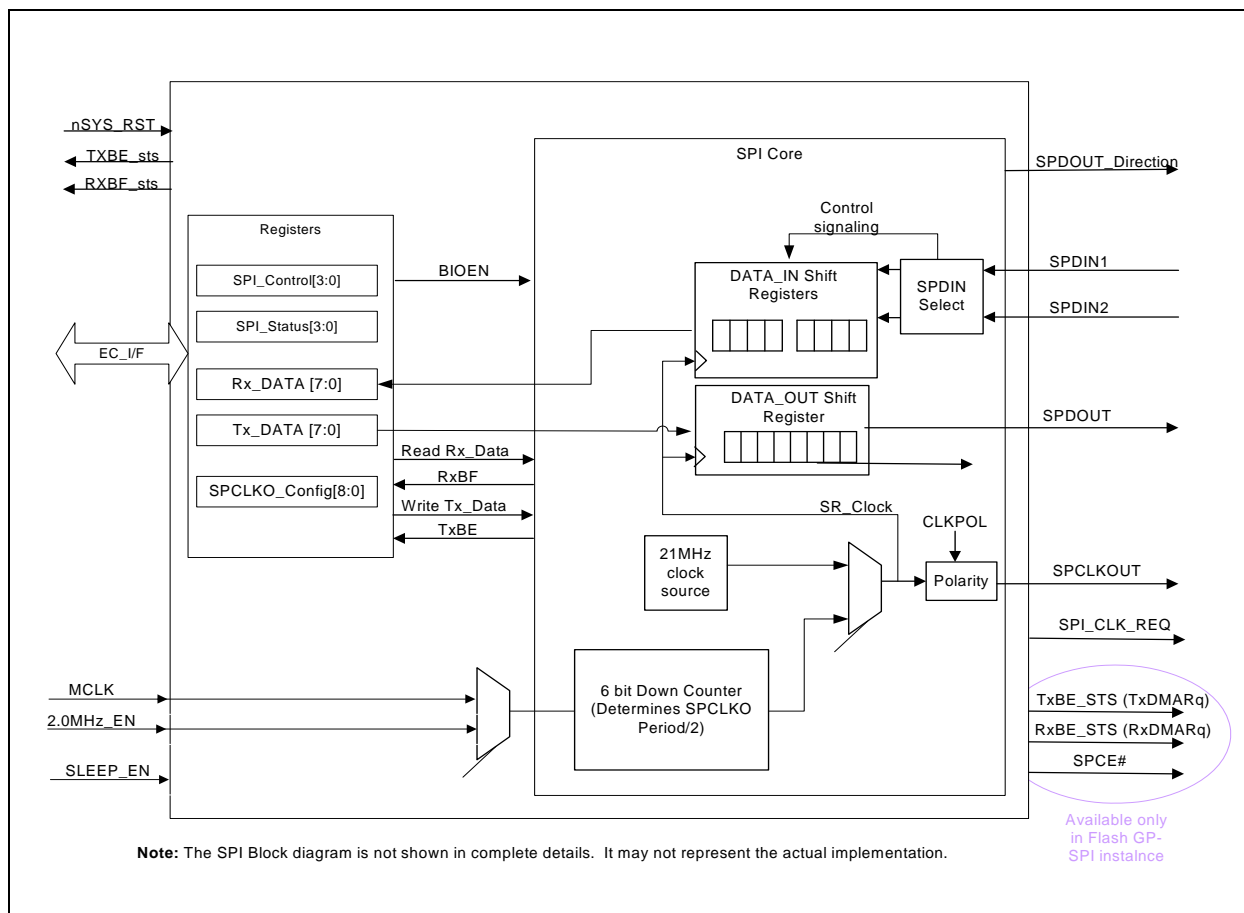 nSYS_RST
TXBE_sts
RXBF_sts
SPI Core
SPDOUT_Direction
Registers
Control
signaling
SPI_Control[3:0]
BIOEN
DATA_IN Shift
Registers
SPDIN
Select
SPDIN1
SPDIN2
SPI_Status[3:0]
EC_I/F
Rx_DATA [7:0]
Tx_DATA [7:0]
DATA_OUT Shift
Register
SPDOUT
Read Rx_Data
RxBF
SPCLKO_Config[8:0]
Write Tx_Data
TxBE
SR_Clock
CLKPOL
21MHz
clock
source
Polarity
SPCLKOUT
SPI_CLK_REQ
MCLK
2.0MHz_EN
6 bit Down Counter
(Determines SPCLKO
Period/2)
TxBE_STS (TxDMARq)
RxBE_STS (RxDMARq)
SLEEP_EN
SPCE#
Available only
in Flash GP-
SPI instalnce
Note: The SPI Block diagram is not shown in complete details. It may not represent the actual implementation.